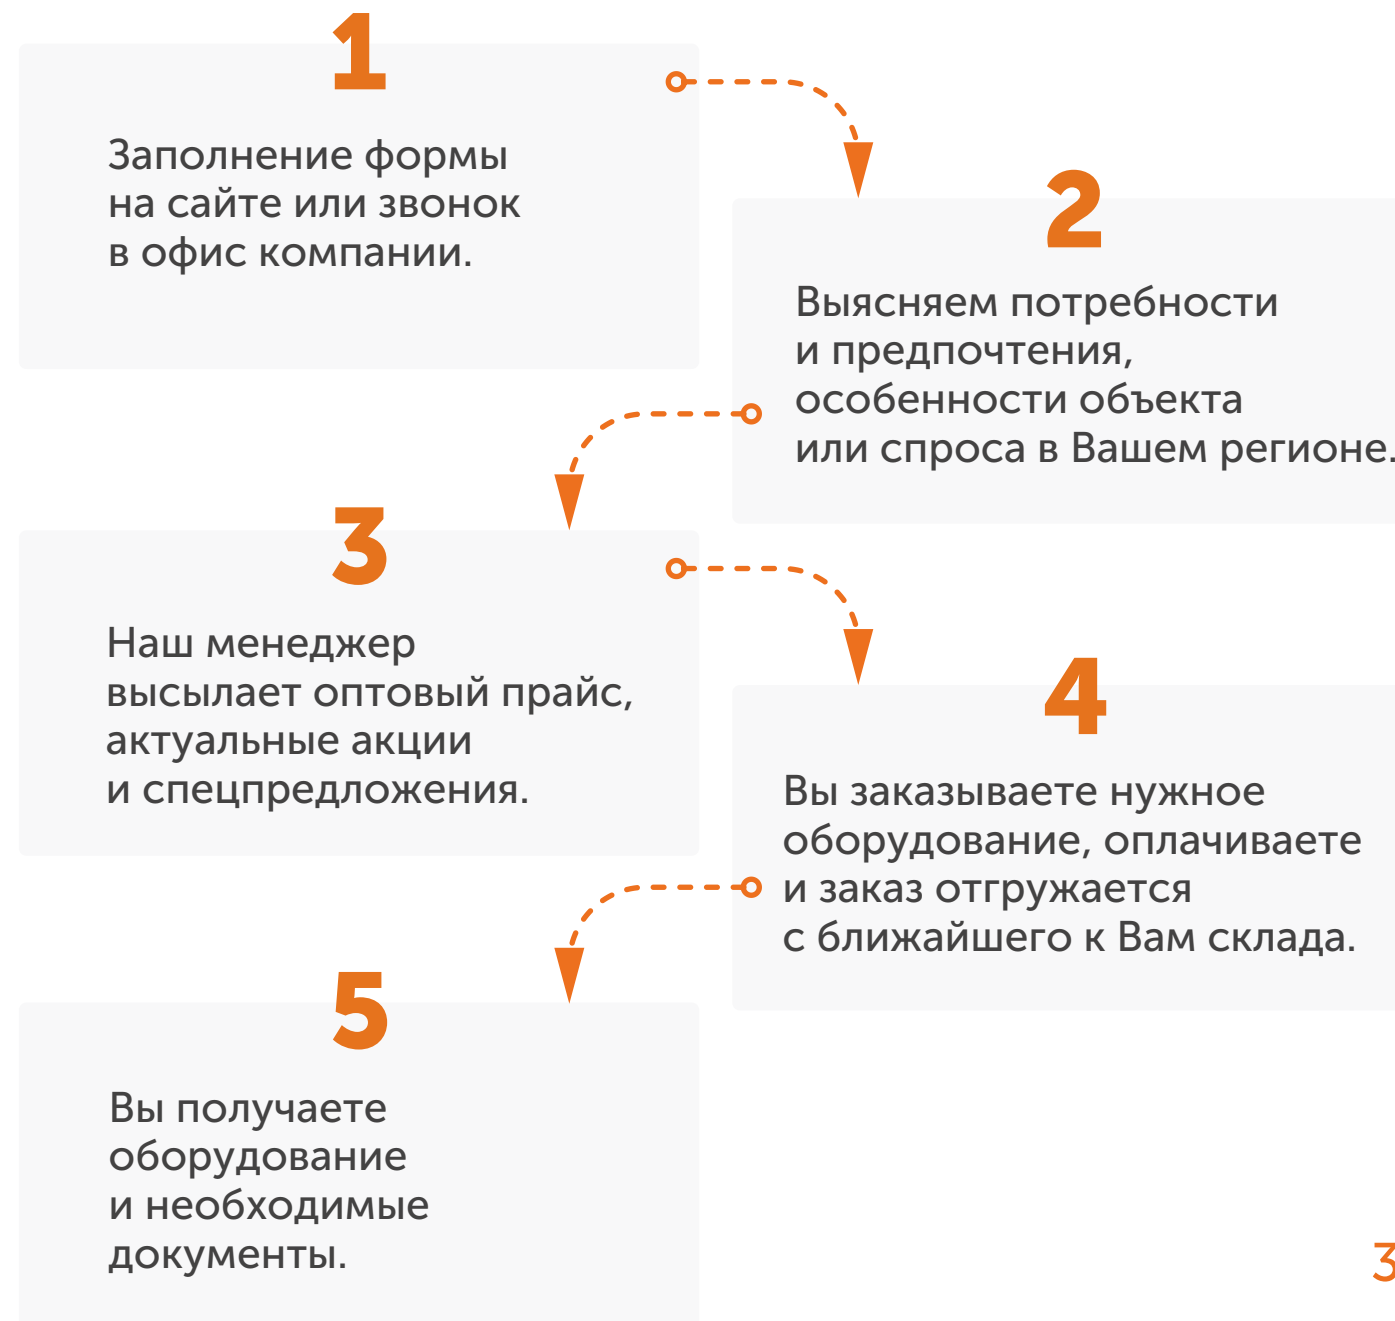 1
Заполнение формы
на сайте или звонок
в офис компании.
2
Выясняем потребности
и предпочтения,
особенности объекта
или спроса в Вашем регионе.
3
Наш менеджер
высылает оптовый прайс,
актуальные акции
и спецпредложения.
4
Вы заказываете нужное
оборудование, оплачиваете
и заказ отгружается
с ближайшего к Вам склада.
5
Вы получаете
оборудование
и необходимые
документы.
3